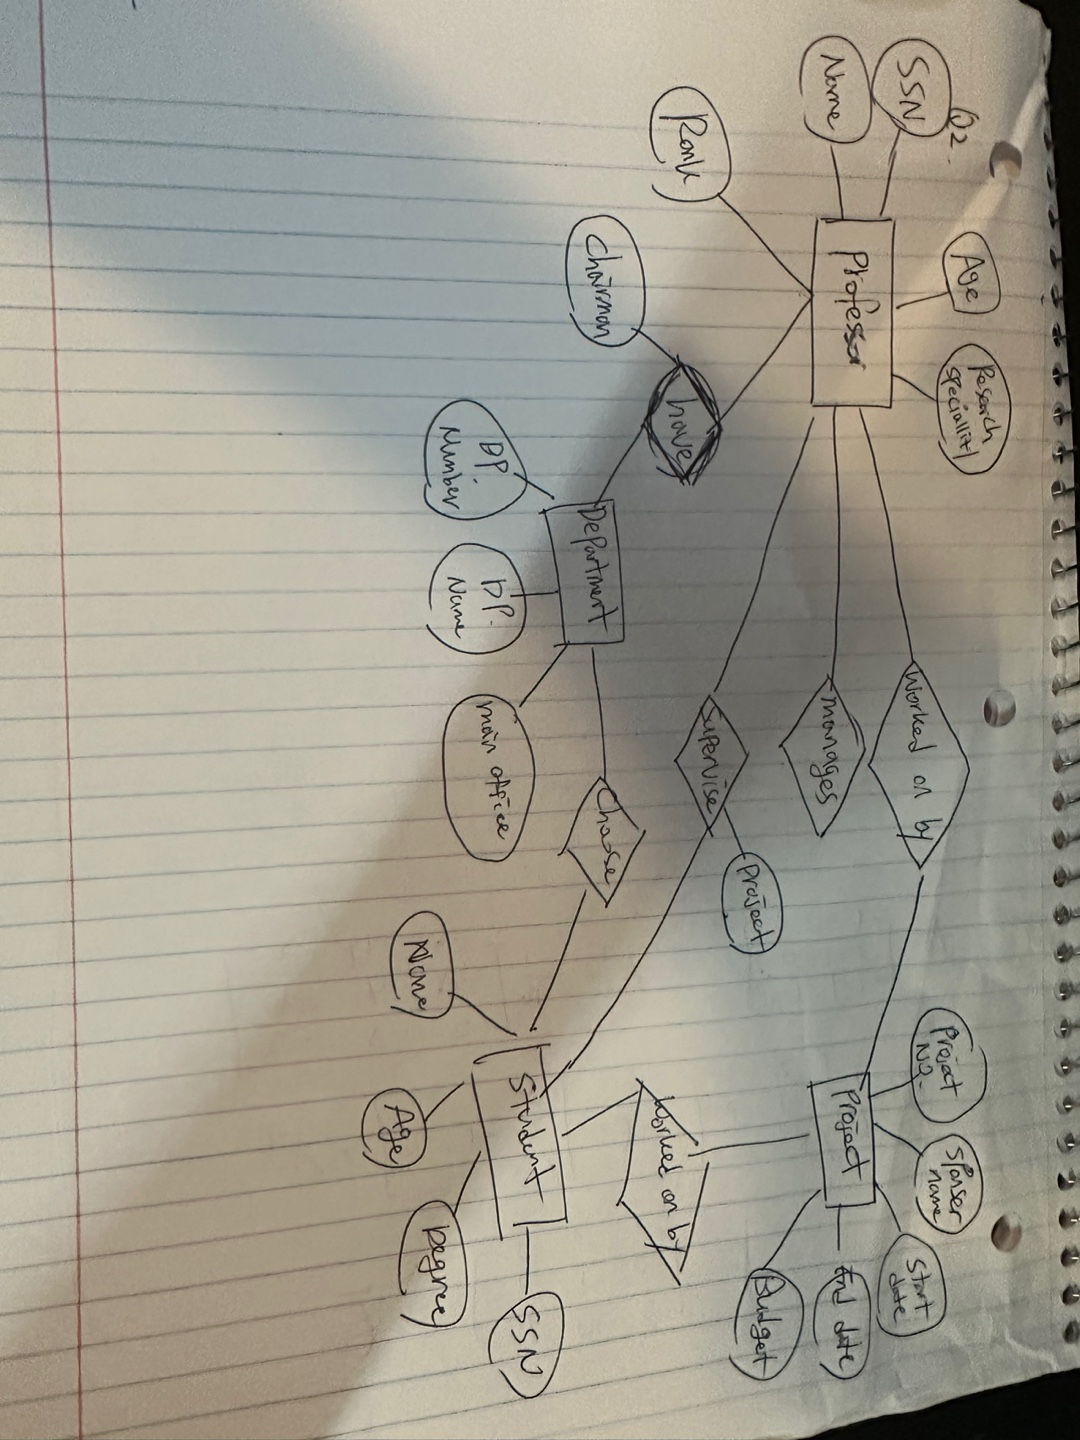 Q2.
SSN
Age
Research
speciallity
Name
Professor
Rank
Worked on by
manages
Supervise
Project
Project
NO.
Sponser
name
Start
date
Project
End date
Budget
Worked on by
have
Chairman
Department
Choose
DP.
Number
DP.
Name
main office
Student
SSN
Name
Age
Degree